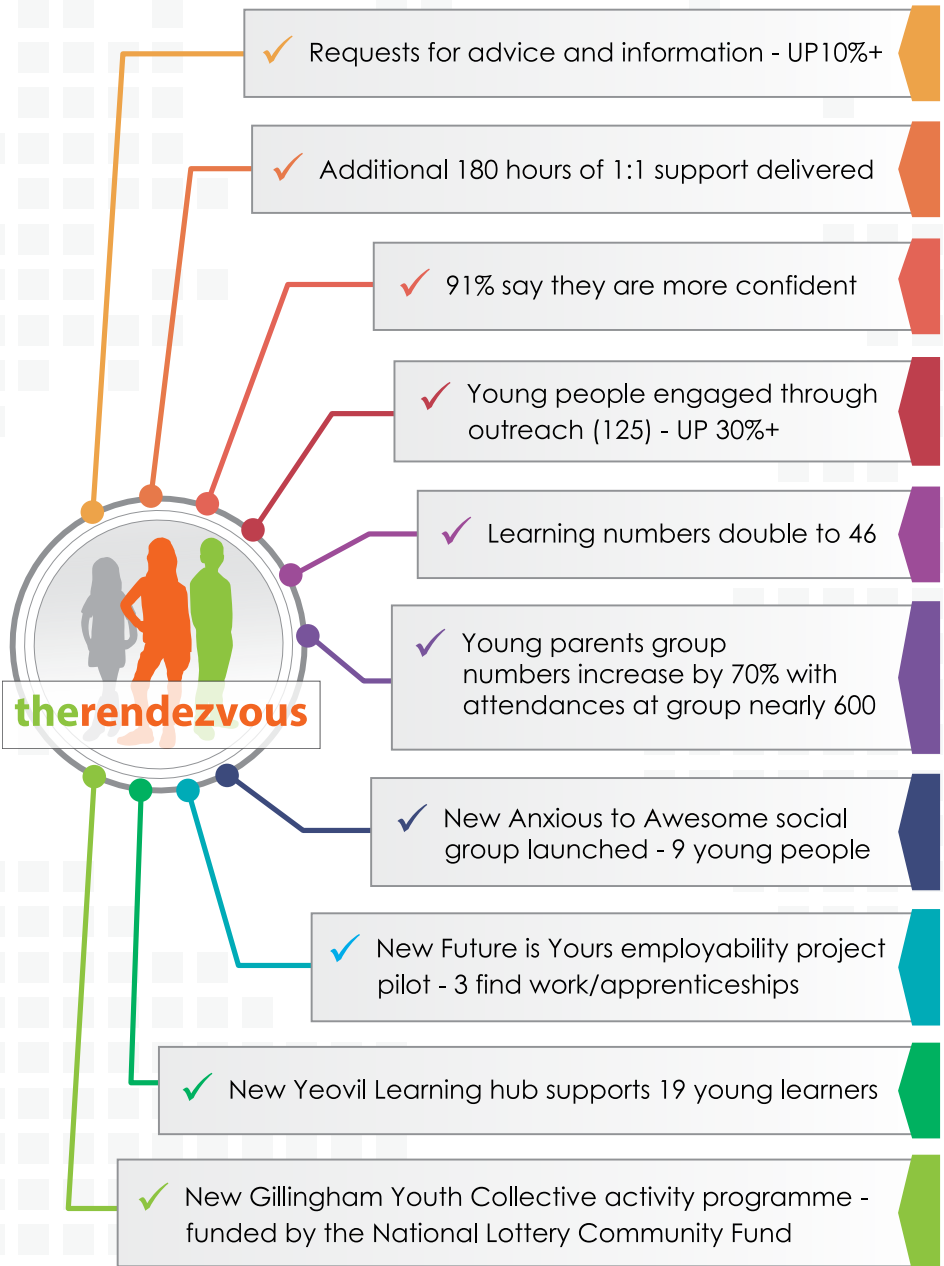 ✓ Requests for advice and information - UP10%+
✓ Additional 180 hours of 1:1 support delivered
✓ 91% say they are more confident
✓ Young people engaged through
outreach (125) - UP 30%+
✓ Learning numbers double to 46
✓ Young parents group
numbers increase by 70% with
attendances at group nearly 600
therendezvous
✓ New Anxious to Awesome social
group launched - 9 young people
✓ New Future is Yours employability project
pilot - 3 find work/apprenticeships
✓ New Yeovil Learning hub supports 19 young learners
✓ New Gillingham Youth Collective activity programme -
funded by the National Lottery Community Fund